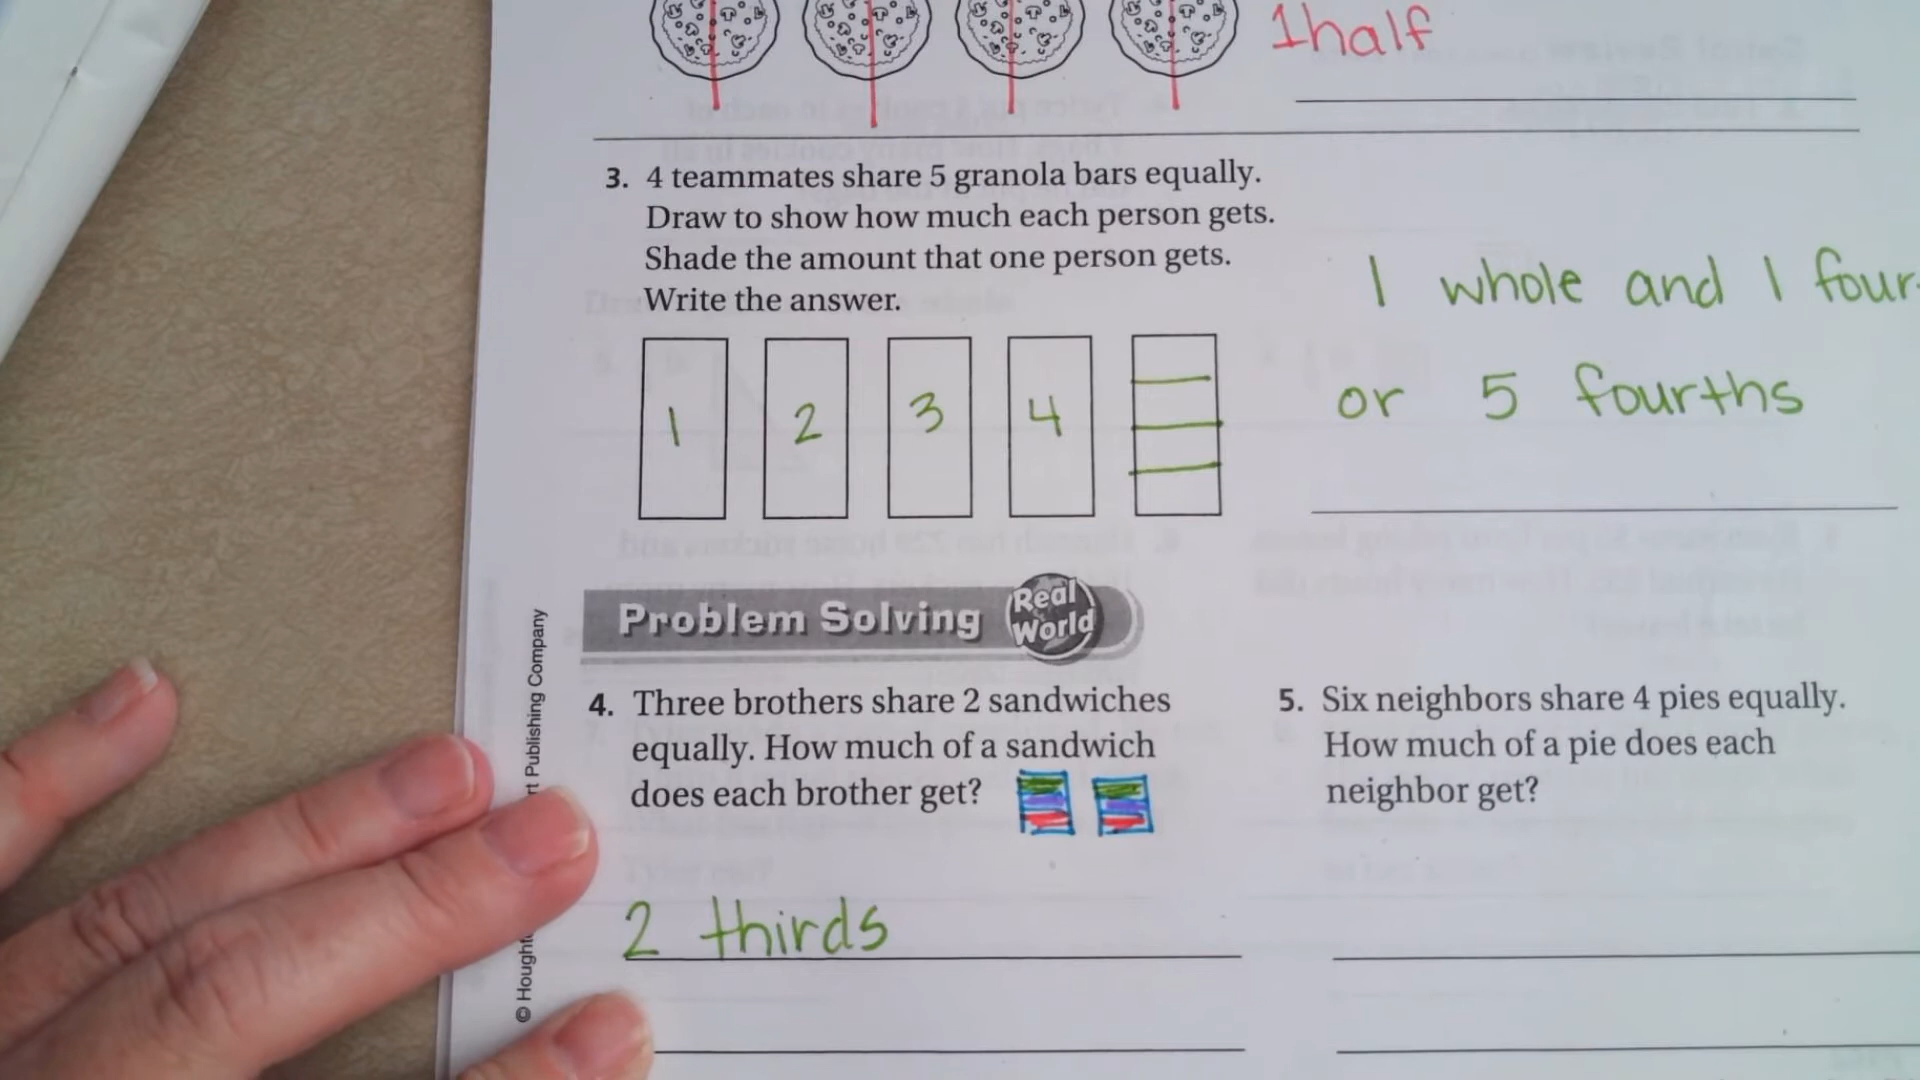 1half
3. 4 teammates share 5 granola bars equally.
Draw to show how much each person gets.
Shade the amount that one person gets.
Write the answer.
1 whole and 1 four
or 5 fourths
1 2 3 4
Problem Solving Real World
4. Three brothers share 2 sandwiches
equally. How much of a sandwich
does each brother get?
2 thirds
5. Six neighbors share 4 pies equally.
How much of a pie does each
neighbor get?
© Hought
rt Publishing Company